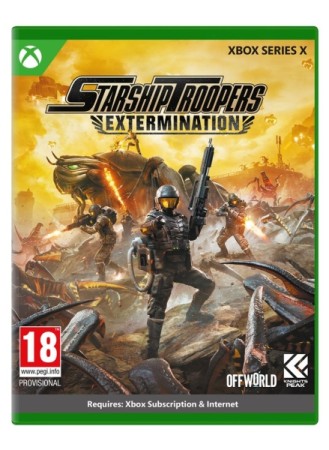 XBOX SERIES X
STARSHIP TROOPERS
EXTERMINATION
18
www.pegi.info
PROVISIONAL
OFFWORLD
KNIGHTS
PEAK
Requires: Xbox Subscription & Internet